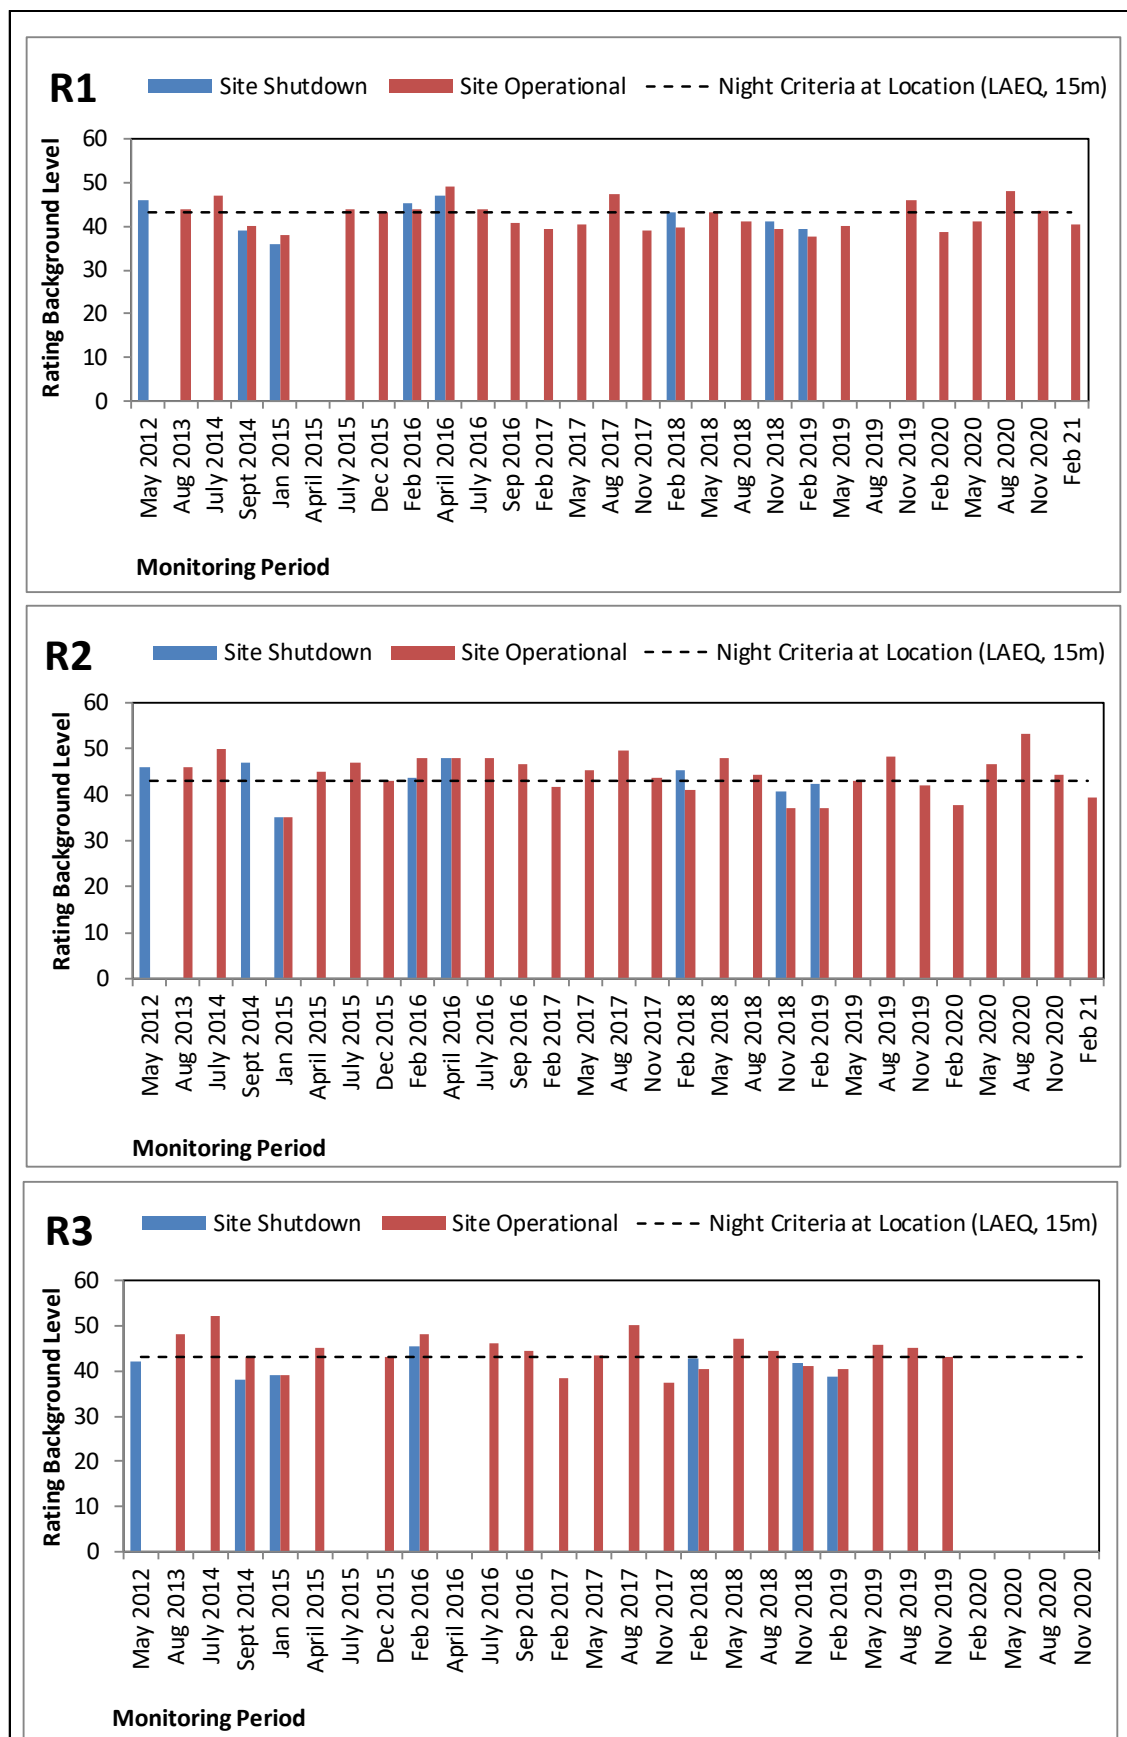 R1
Site Shutdown Site Operational Night Criteria at Location (LAEQ, 15m)
Rating Background Level
60
50
40
30
20
10
0
May 2012
Aug 2013
July 2014
Sept 2014
Jan 2015
April 2015
July 2015
Dec 2015
Feb 2016
April 2016
July 2016
Sep 2016
Feb 2017
May 2017
Aug 2017
Nov 2017
Feb 2018
May 2018
Aug 2018
Nov 2018
Feb 2019
May 2019
Aug 2019
Nov 2019
Feb 2020
May 2020
Aug 2020
Nov 2020
Feb 21
Monitoring Period
R2
Site Shutdown Site Operational Night Criteria at Location (LAEQ, 15m)
Rating Background Level
60
50
40
30
20
10
0
May 2012
Aug 2013
July 2014
Sept 2014
Jan 2015
April 2015
July 2015
Dec 2015
Feb 2016
April 2016
July 2016
Sep 2016
Feb 2017
May 2017
Aug 2017
Nov 2017
Feb 2018
May 2018
Aug 2018
Nov 2018
Feb 2019
May 2019
Aug 2019
Nov 2019
Feb 2020
May 2020
Aug 2020
Nov 2020
Feb 21
Monitoring Period
R3
Site Shutdown Site Operational Night Criteria at Location (LAEQ, 15m)
Rating Background Level
60
50
40
30
20
10
0
May 2012
Aug 2013
July 2014
Sept 2014
Jan 2015
April 2015
July 2015
Dec 2015
Feb 2016
April 2016
July 2016
Sep 2016
Feb 2017
May 2017
Aug 2017
Nov 2017
Feb 2018
May 2018
Aug 2018
Nov 2018
Feb 2019
May 2019
Aug 2019
Nov 2019
Feb 2020
May 2020
Aug 2020
Nov 2020
Monitoring Period